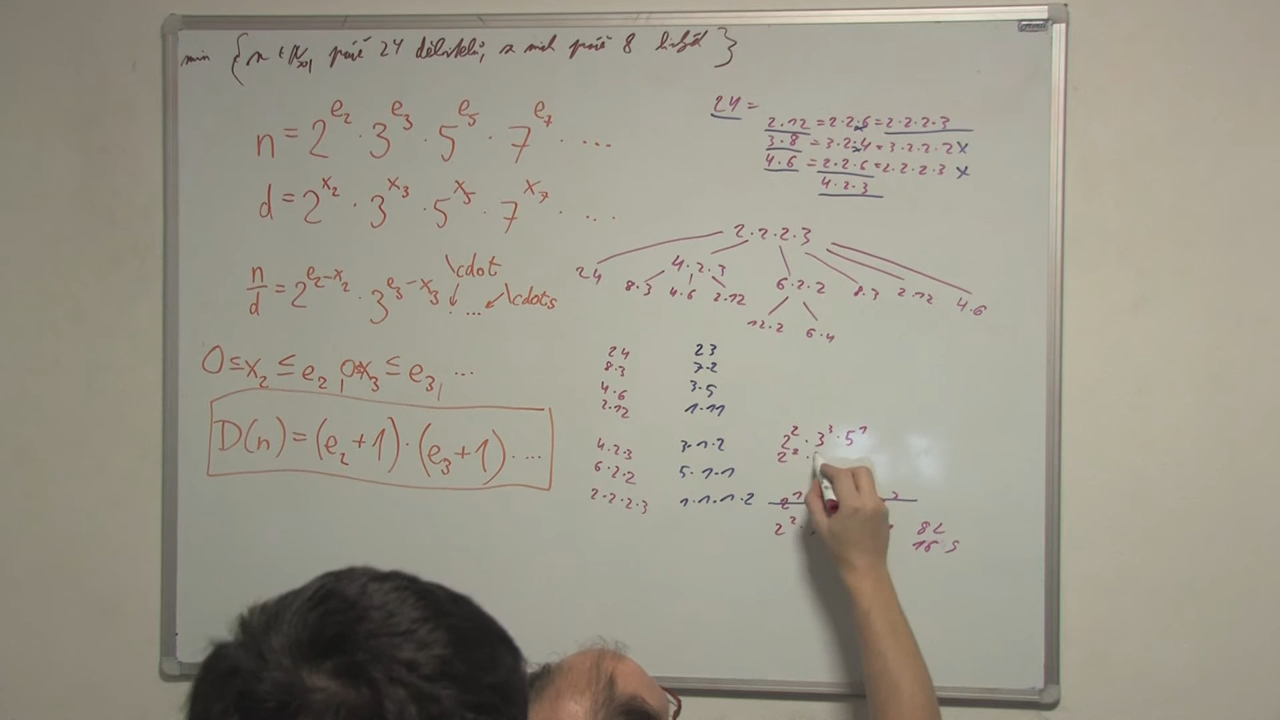 min { n ∈ N>1, právě 24 dělitelů, z nich právě 8 lichých }
n = 2^e₂ · 3^e₃ · 5^e₅ · 7^e₇ · ...
d = 2^x₂ · 3^x₃ · 5^x₅ · 7^x₇ · ...
n/d = 2^(e₂-x₂) · 3^(e₃-x₃) · ...
\cdot
\cdots
0 ≤ x₂ ≤ e₂, 0 ≤ x₃ ≤ e₃, ...
D(n) = (e₂+1) · (e₃+1) · ...
24 =
2·12 = 2·2·6 = 2·2·2·3
3·8 = 3·2·4 = 3·2·2·2 x
4·6 = 2·2·6 = 2·2·2·3 x
4·2·3
2·2·2·3
24 4·2·3 6·2·2 8·3 2·12 4·6
8·3 4·6 2·12
12·2 6·4
24 23
8·3 7·2
4·6 3·5
2·12 1·11
4·2·3 3·1·2
6·2·2 5·1·1
2·2·2·3 1·1·1·2
2² · 3³ · 5¹
2² ·
2²
8L
16 S